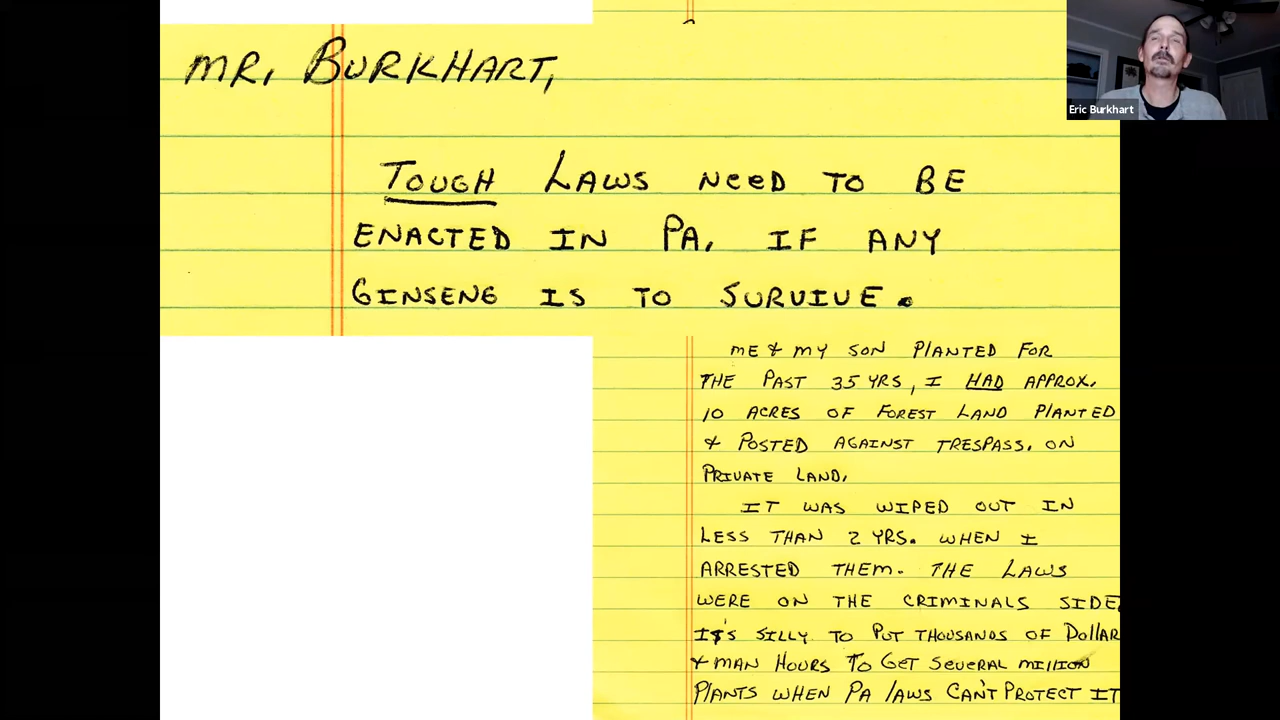 MR. BURKHART,
Eric Burkhart
TOUGH LAWS NEED TO BE
ENACTED IN PA. IF ANY
GINSENG IS TO SURVIVE.
ME & MY SON PLANTED FOR
THE PAST 35 YRS, I HAD APPROX.
10 ACRES OF FOREST LAND PLANTED
& POSTED AGAINST TRESPASS. ON
PRIVATE LAND.
IT WAS WIPED OUT IN
LESS THAN 2 YRS. WHEN I
ARRESTED THEM. THE LAWS
WERE ON THE CRIMINALS SIDE
IT'S SILLY TO PUT THOUSANDS OF DOLLAR
& MAN HOURS TO GET SEVERAL MILLION
PLANTS WHEN PA LAWS CAN'T PROTECT IT